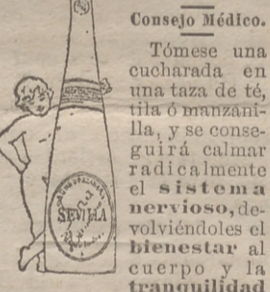 Consejo Médico.
Tómese una
cucharada en
una taza de té,
tila ó manzani-
lla, y se conse-
guirá calmar
radicalmente
el sistema
nervioso, de-
volviéndoles el
bienestar al
cuerpo y la
tranquilidad
SEVILLA